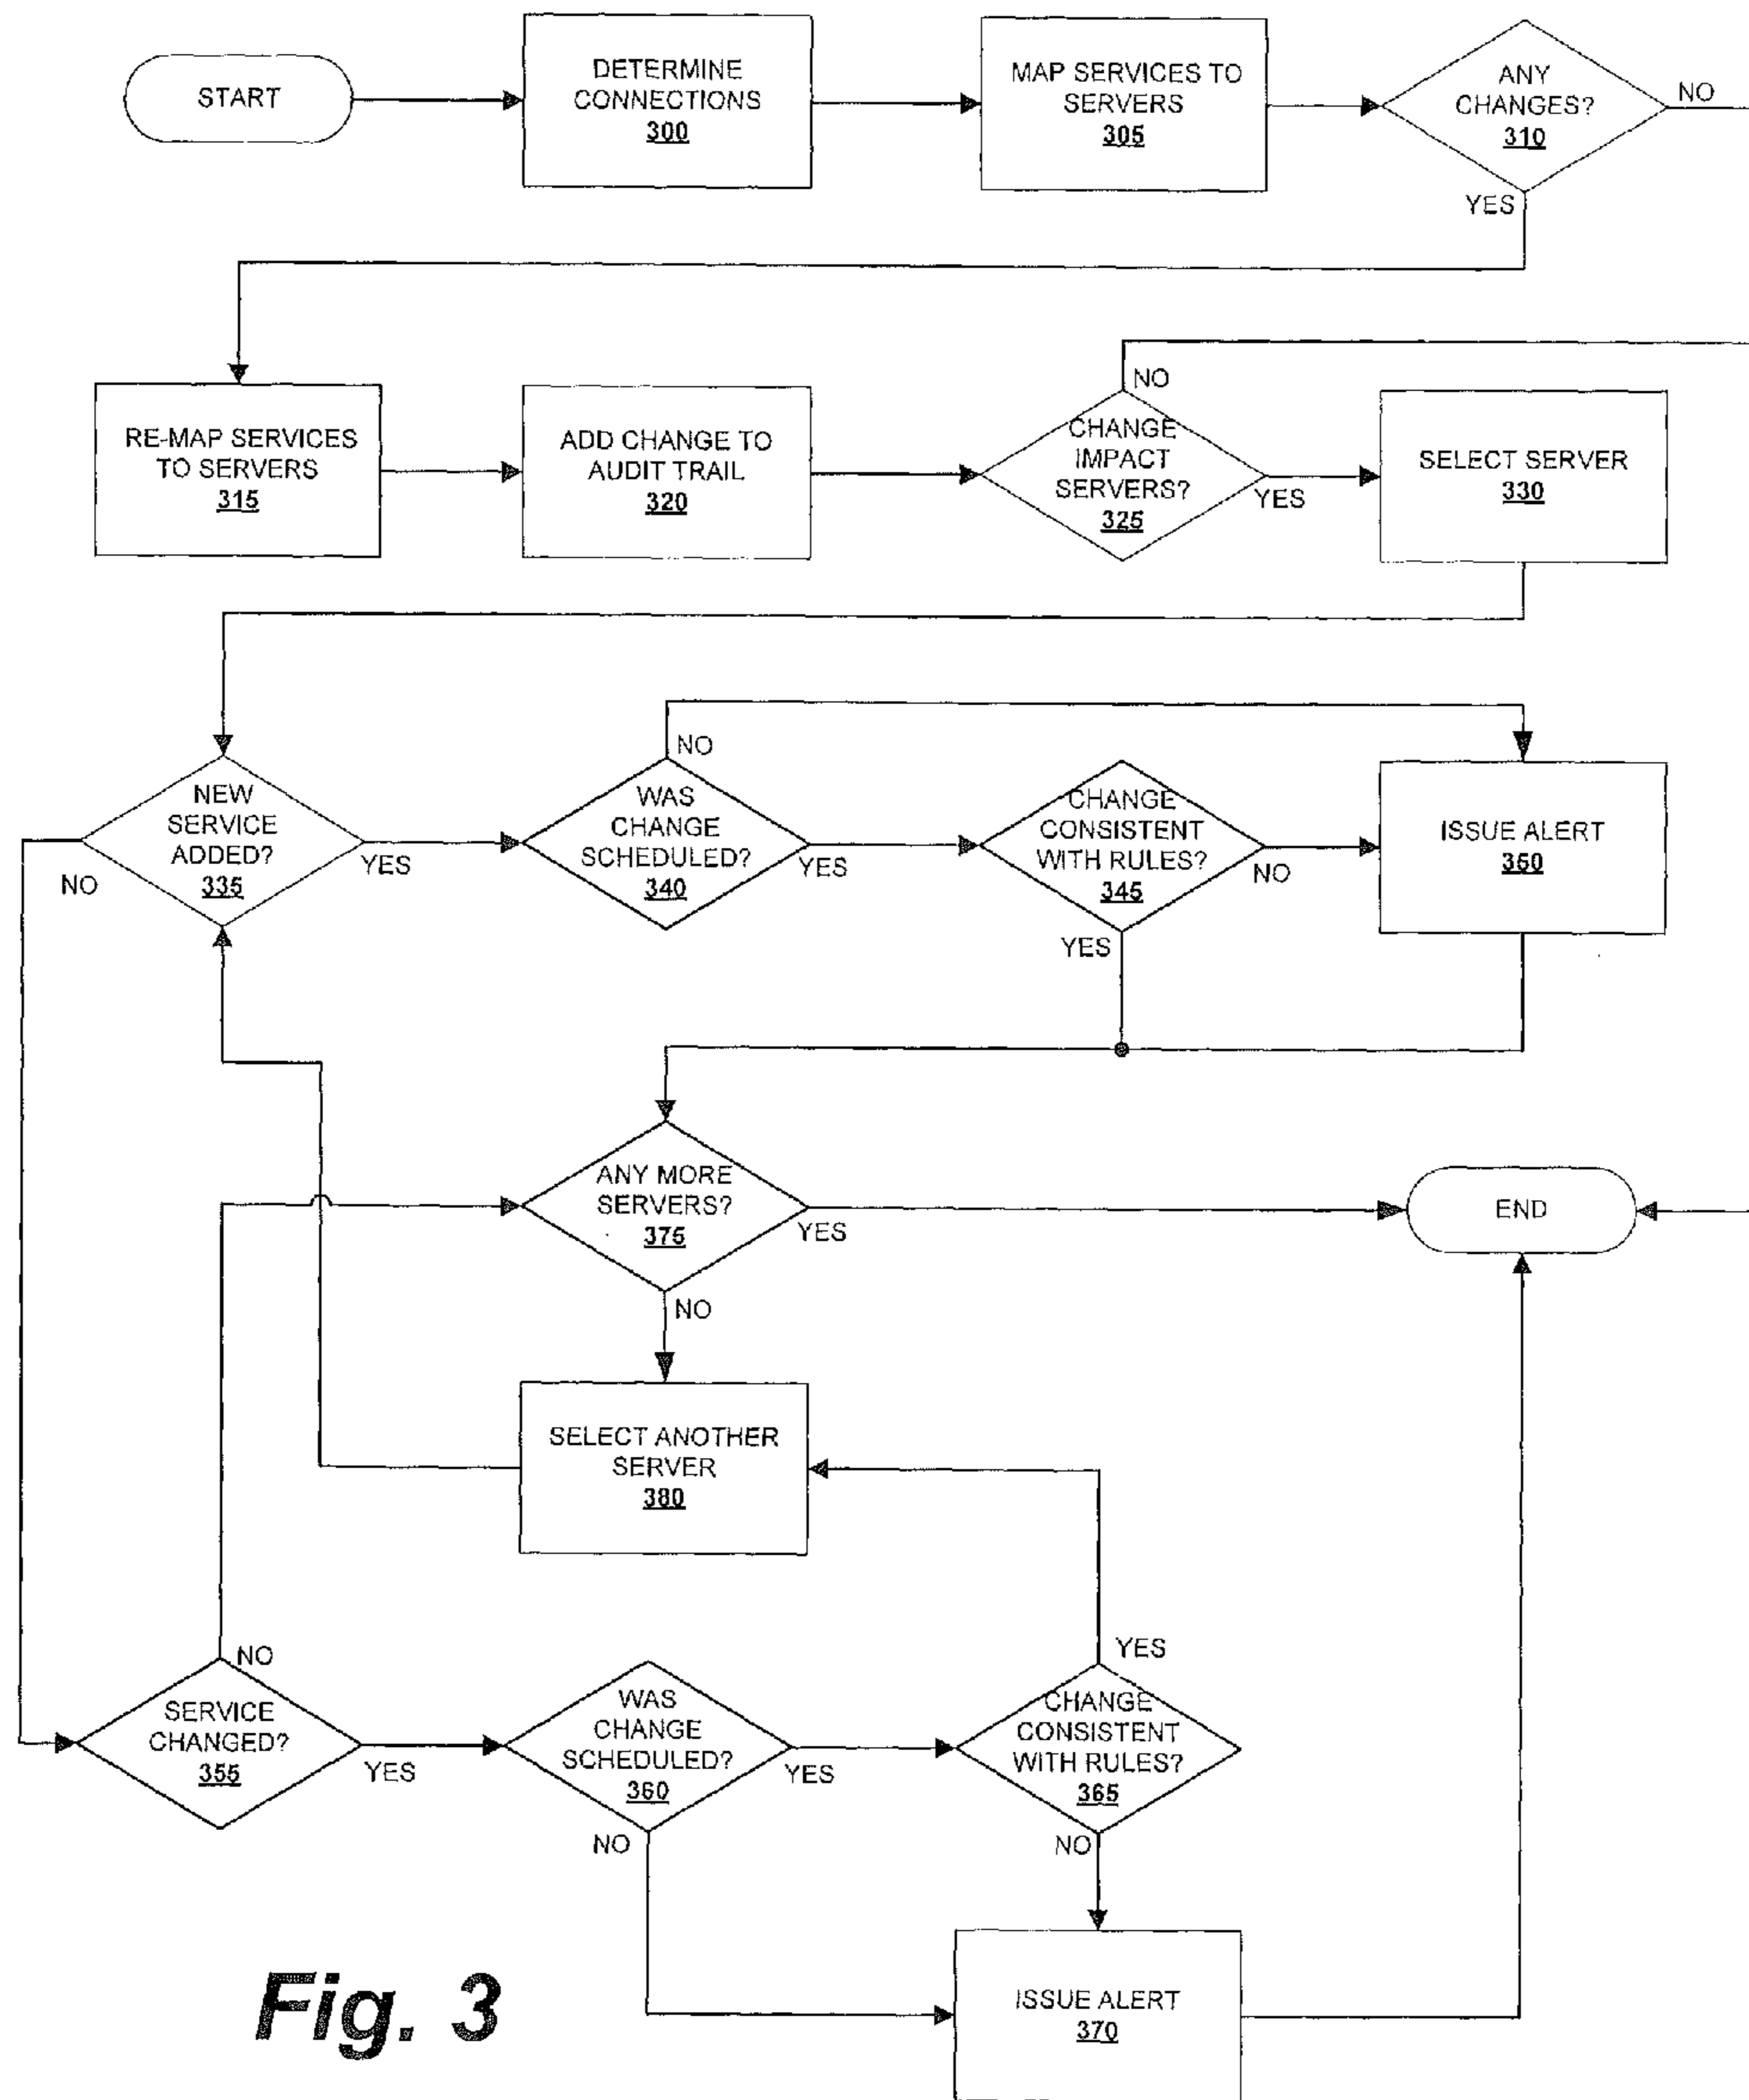 START
DETERMINE
CONNECTIONS
300
MAP SERVICES TO
SERVERS
305
ANY
CHANGES?
310
NO
YES
RE-MAP SERVICES
TO SERVERS
315
ADD CHANGE TO
AUDIT TRAIL
320
NO
CHANGE
IMPACT
SERVERS?
325
YES
SELECT SERVER
330
NEW
SERVICE
ADDED?
335
NO
YES
NO
WAS
CHANGE
SCHEDULED?
340
YES
CHANGE
CONSISTENT
WITH RULES?
345
NO
YES
ISSUE ALERT
350
ANY MORE
SERVERS?
375
YES
NO
END
SELECT ANOTHER
SERVER
380
NO
SERVICE
CHANGED?
355
YES
WAS
CHANGE
SCHEDULED?
360
YES
NO
YES
CHANGE
CONSISTENT
WITH RULES?
365
NO
ISSUE ALERT
370
Fig. 3